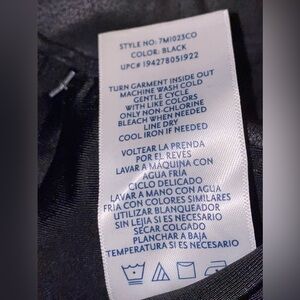 STYLE NO: 7MI023CO
COLOR: BLACK
UPC# 194278051922
TURN GARMENT INSIDE OUT
MACHINE WASH COLD
GENTLE CYCLE
WITH LIKE COLORS
ONLY NON-CHLORINE
BLEACH WHEN NEEDED
LINE DRY
COOL IRON IF NEEDED
VOLTEAR LA PRENDA
POR EL REVES
LAVAR A MAQUINA CON
AGUA FRIA
CICLO DELICADO
LAVAR A MANO CON AGUA
FRIA CON COLORES SIMILARES
UTILIZAR BLANQUEADOR
SIN LEJIA SI ES NECESARIO
SECAR COLGADO
PLANCHAR A BAJA
TEMPERATURA SI ES NECESARIO